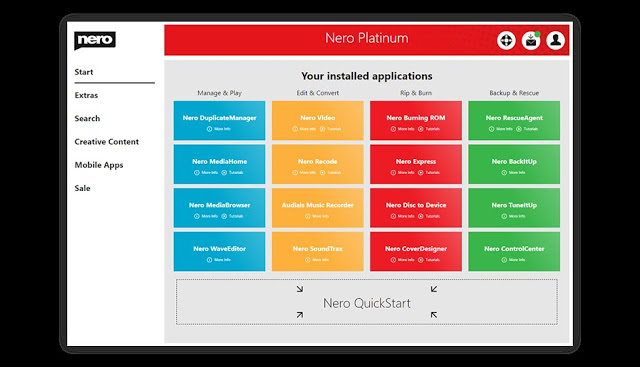 nero
Nero Platinum
Start
Extras
Search
Creative Content
Mobile Apps
Sale
Your installed applications
Manage & Play
Edit & Convert
Rip & Burn
Backup & Rescue
Nero DuplicateManager
More Info
Nero Video
More Info Tutorials
Nero Burning ROM
More Info Tutorials
Nero RescueAgent
More Info
Nero MediaHome
More Info Tutorials
Nero Recode
More Info Tutorials
Nero Express
More Info Tutorials
Nero BackItUp
More Info
Nero MediaBrowser
More Info Tutorials
Audials Music Recorder
More Info Tutorials
Nero Disc to Device
More Info Tutorials
Nero TuneItUp
More Info
Nero WaveEditor
More Info
Nero SoundTrax
More Info
Nero CoverDesigner
More Info Tutorials
Nero ControlCenter
More Info
Nero QuickStart